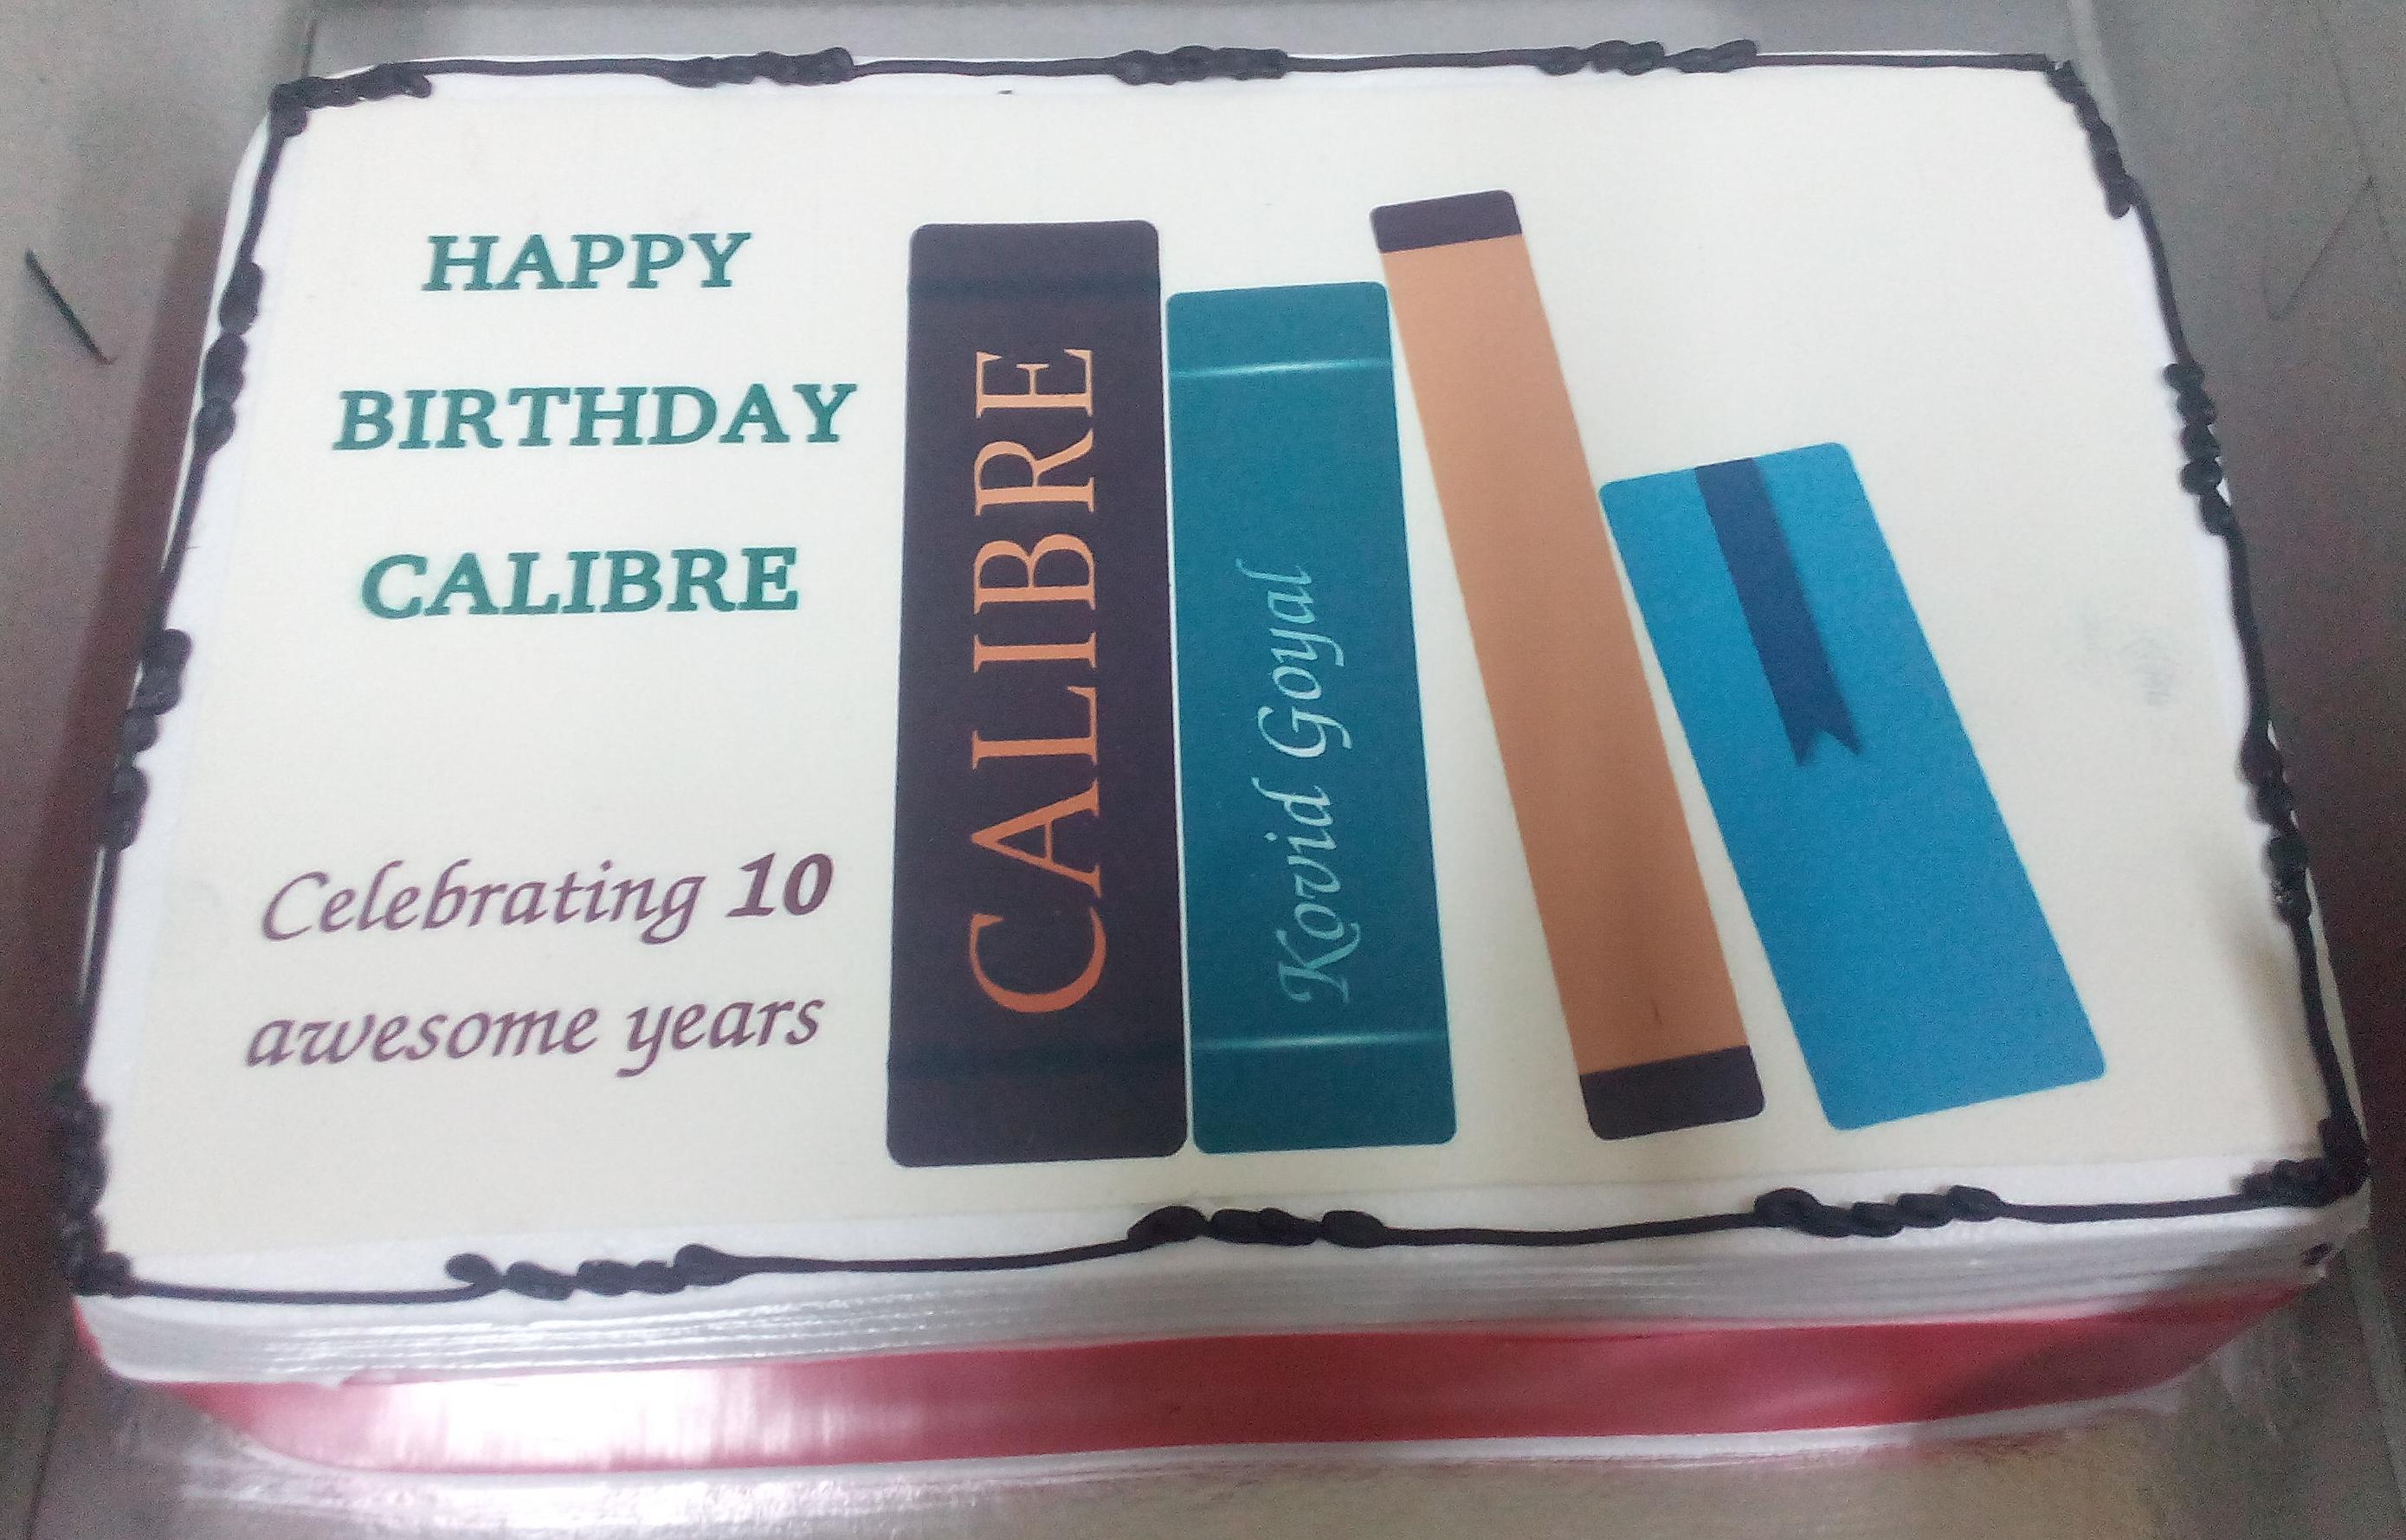 HAPPY
BIRTHDAY
CALIBRE
Celebrating 10
awesome years
CALIBRE
Kovid Goyal